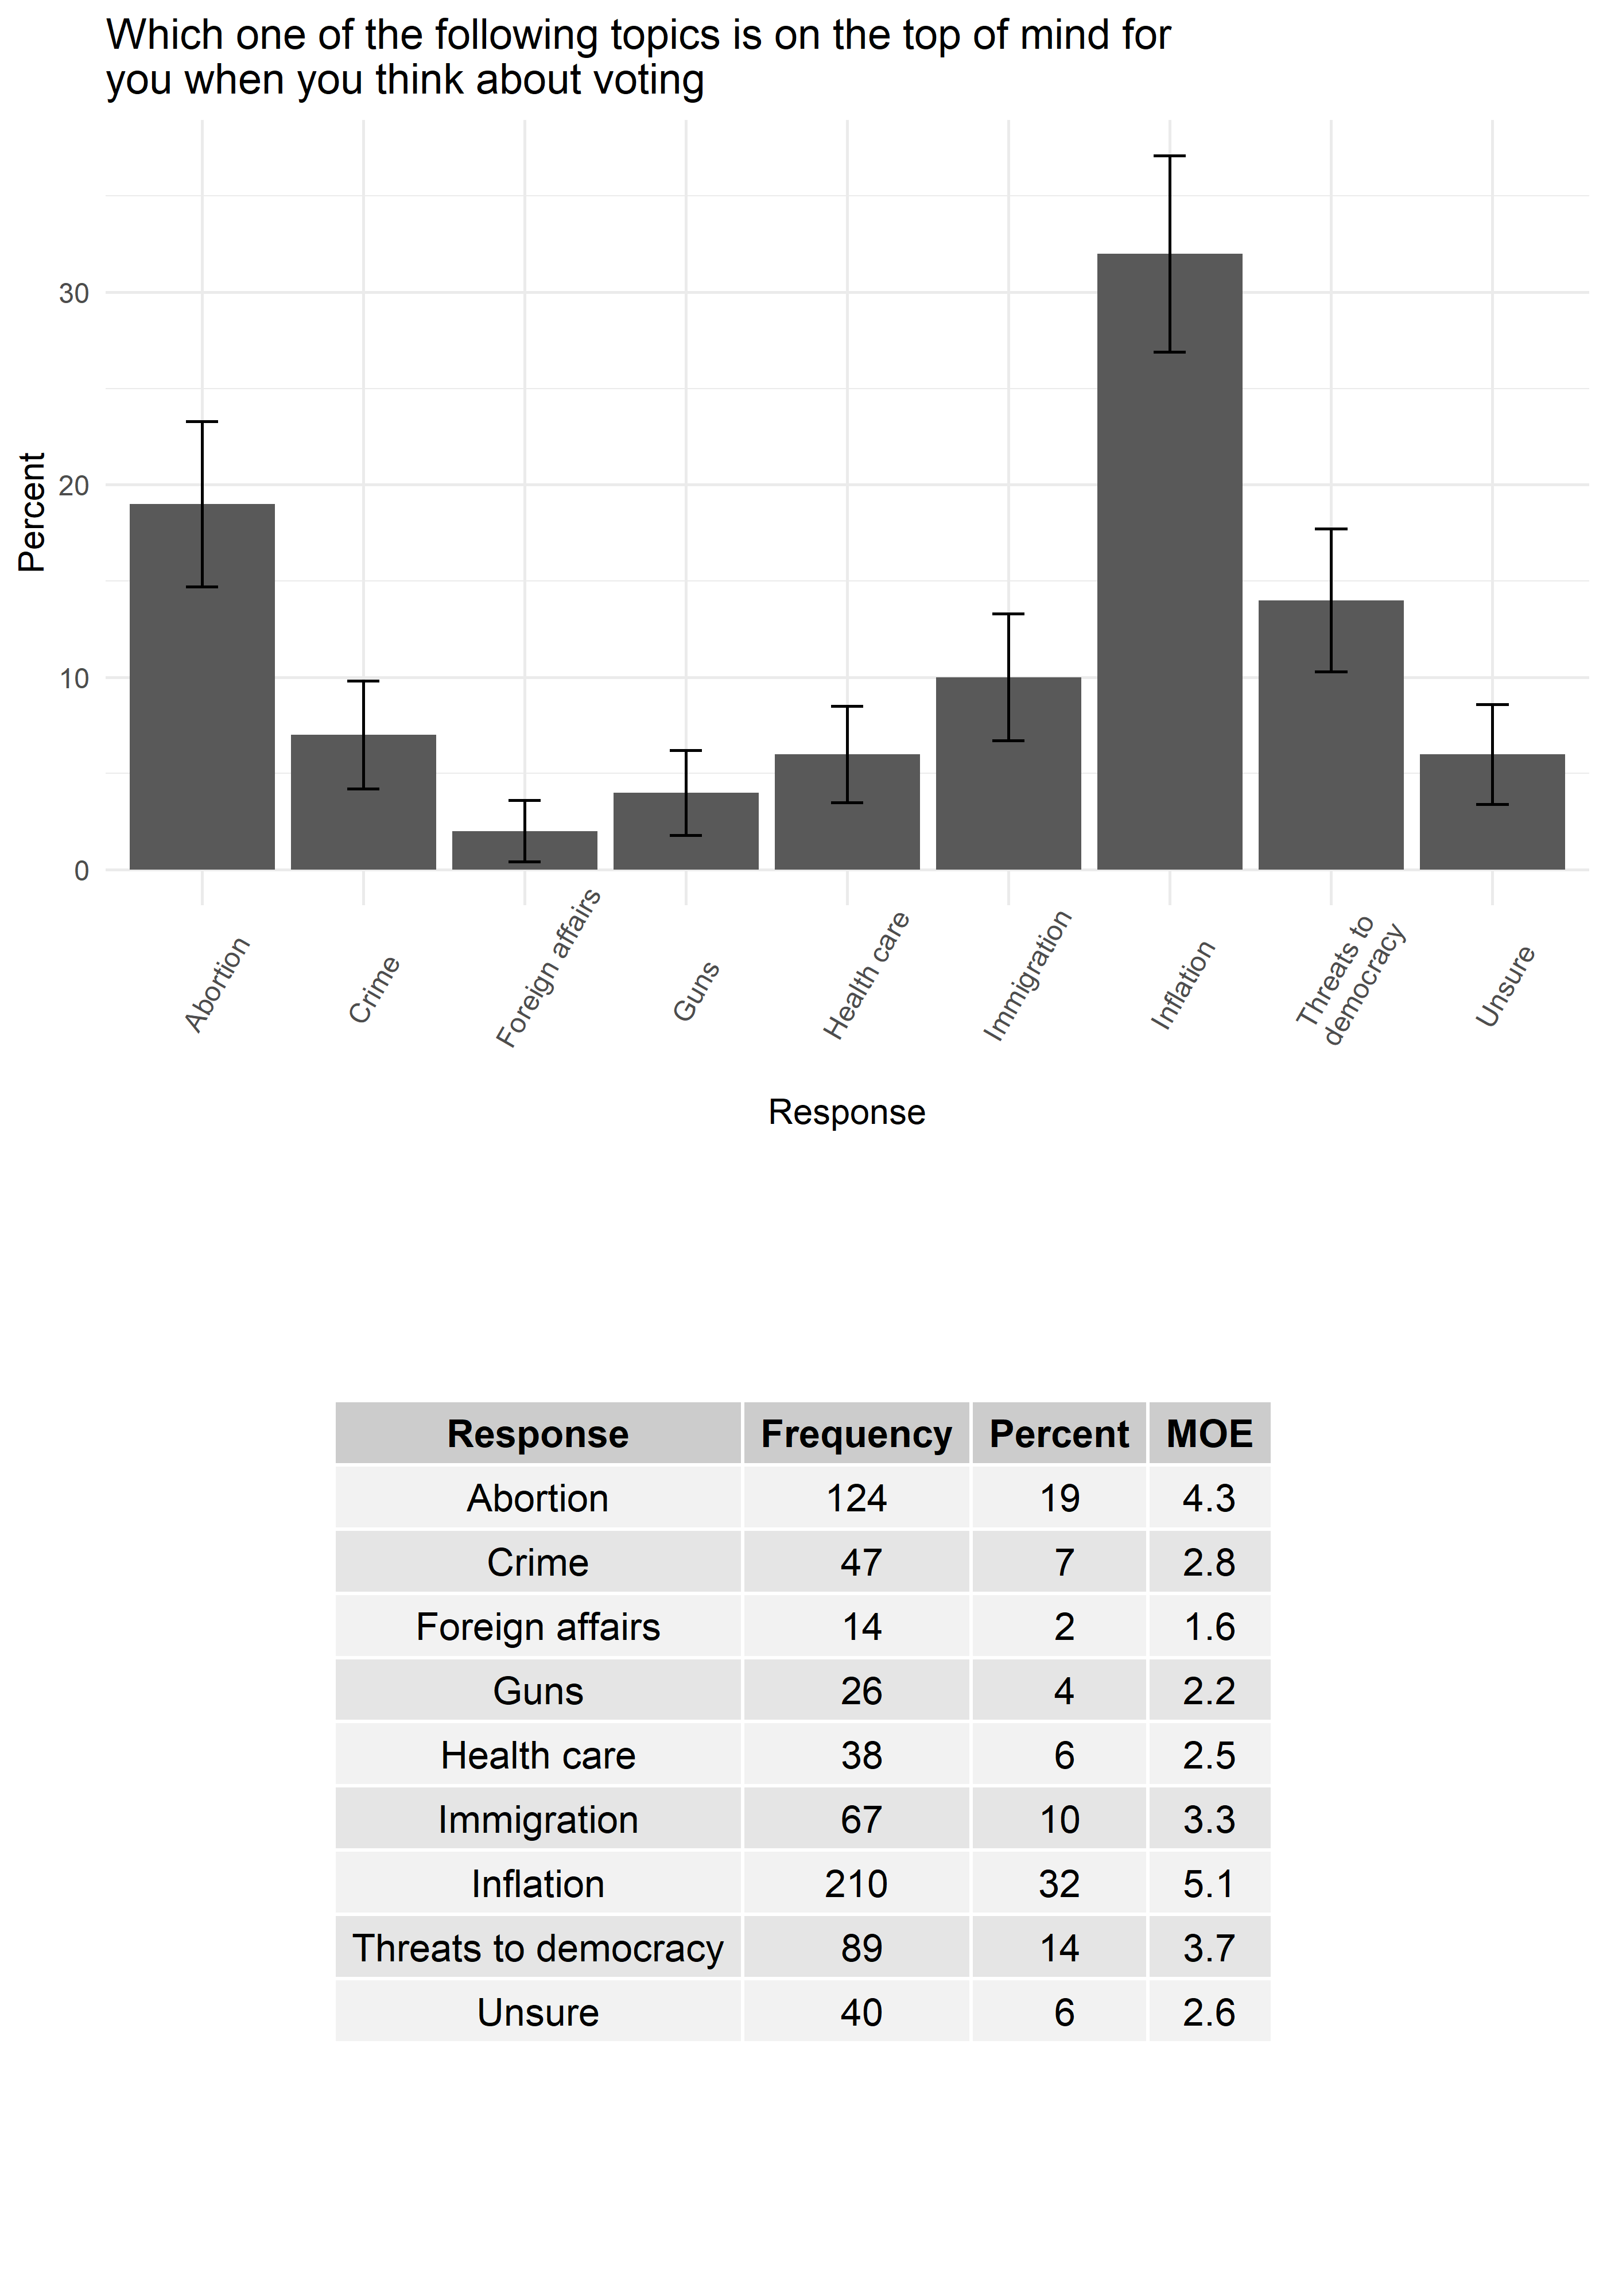 Which one of the following topics is on the top of mind for
you when you think about voting
Percent
30
20
10
0
Abortion
Crime
Foreign affairs
Guns
Health care
Immigration
Inflation
Threats to
democracy
Unsure
Response
Response Frequency Percent MOE
Abortion 124 19 4.3
Crime 47 7 2.8
Foreign affairs 14 2 1.6
Guns 26 4 2.2
Health care 38 6 2.5
Immigration 67 10 3.3
Inflation 210 32 5.1
Threats to democracy 89 14 3.7
Unsure 40 6 2.6